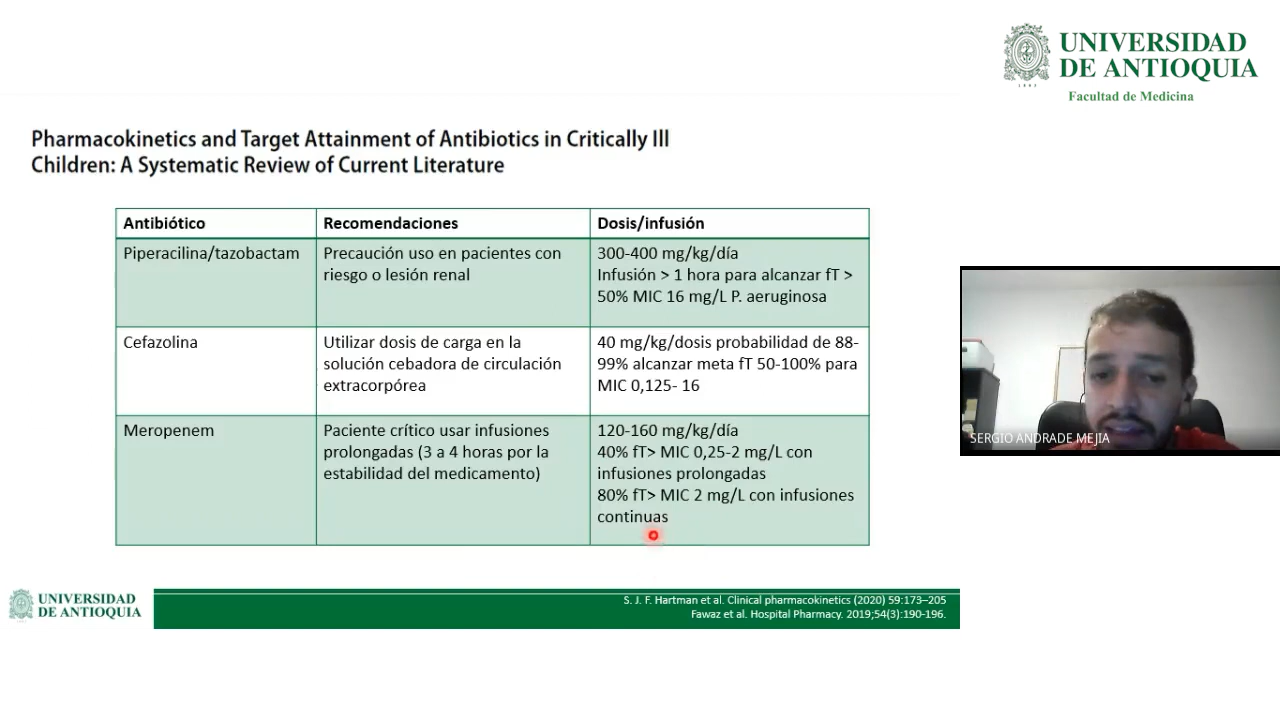 UNIVERSIDAD
DE ANTIOQUIA
Facultad de Medicina
Pharmacokinetics and Target Attainment of Antibiotics in Critically Ill
Children: A Systematic Review of Current Literature
Antibiótico
Recomendaciones
Dosis/infusión
Piperacilina/tazobactam
Precaución uso en pacientes con
riesgo o lesión renal
300-400 mg/kg/día
Infusión > 1 hora para alcanzar fT >
50% MIC 16 mg/L P. aeruginosa
Cefazolina
Utilizar dosis de carga en la
solución cebadora de circulación
extracorpórea
40 mg/kg/dosis probabilidad de 88-
99% alcanzar meta fT 50-100% para
MIC 0,125- 16
Meropenem
Paciente crítico usar infusiones
prolongadas (3 a 4 horas por la
estabilidad del medicamento)
120-160 mg/kg/día
40% fT> MIC 0,25-2 mg/L con
infusiones prolongadas
80% fT> MIC 2 mg/L con infusiones
continuas
SERGIO ANDRADE MEJIA
UNIVERSIDAD
DE ANTIOQUIA
S. J. F. Hartman et al. Clinical pharmacokinetics (2020) 59:173–205
Fawaz et al. Hospital Pharmacy. 2019;54(3):190-196.